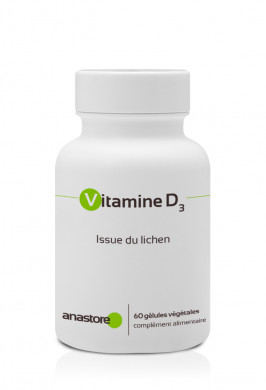 Vitamine D₃
Issue du lichen
anastore
60 gélules végétales
complément alimentaire